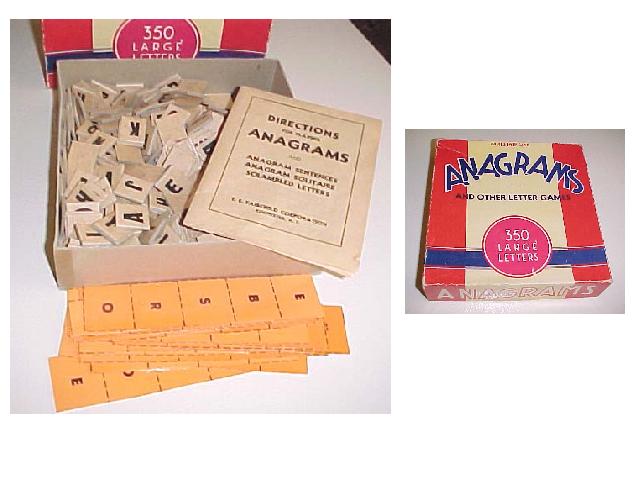 350
LARGE
LETTERS
DIRECTIONS
FOR PLAYING
ANAGRAMS
AND
ANAGRAM SENTENCES
ANAGRAM SOLITAIRE
SCRAMBLED LETTERS
CORPORATION
K
J
A
V
E
O R S B E
E O
ANAGRAMS
AND OTHER LETTER GAMES
350
LARGE
LETTERS
ANAGRAMS